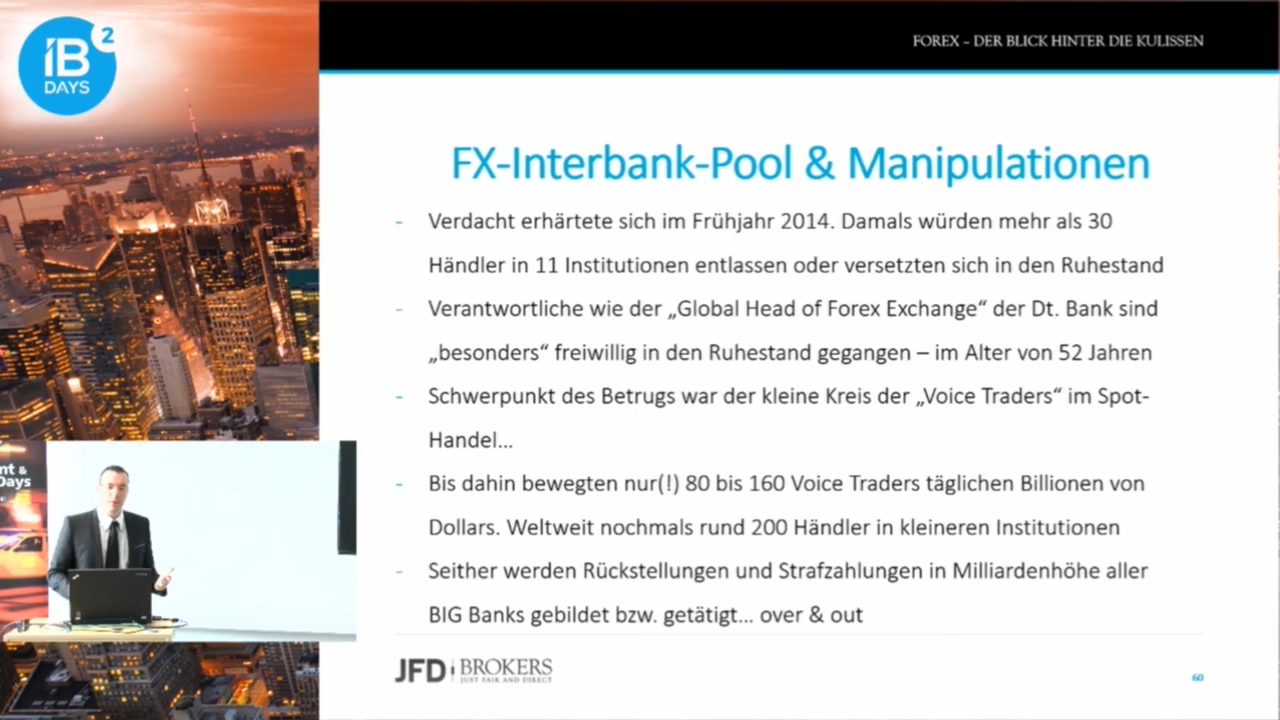 iB 2
DAYS
FOREX – DER BLICK HINTER DIE KULISSEN
FX-Interbank-Pool & Manipulationen
- Verdacht erhärtete sich im Frühjahr 2014. Damals würden mehr als 30
Händler in 11 Institutionen entlassen oder versetzten sich in den Ruhestand
- Verantwortliche wie der „Global Head of Forex Exchange“ der Dt. Bank sind
„besonders“ freiwillig in den Ruhestand gegangen – im Alter von 52 Jahren
- Schwerpunkt des Betrugs war der kleine Kreis der „Voice Traders“ im Spot-
Handel...
- Bis dahin bewegten nur(!) 80 bis 160 Voice Traders täglichen Billionen von
Dollars. Weltweit nochmals rund 200 Händler in kleineren Institutionen
- Seither werden Rückstellungen und Strafzahlungen in Milliardenhöhe aller
BIG Banks gebildet bzw. getätigt... over & out
nt &
Days
JFD BROKERS
JUST FAIR AND DIRECT
60